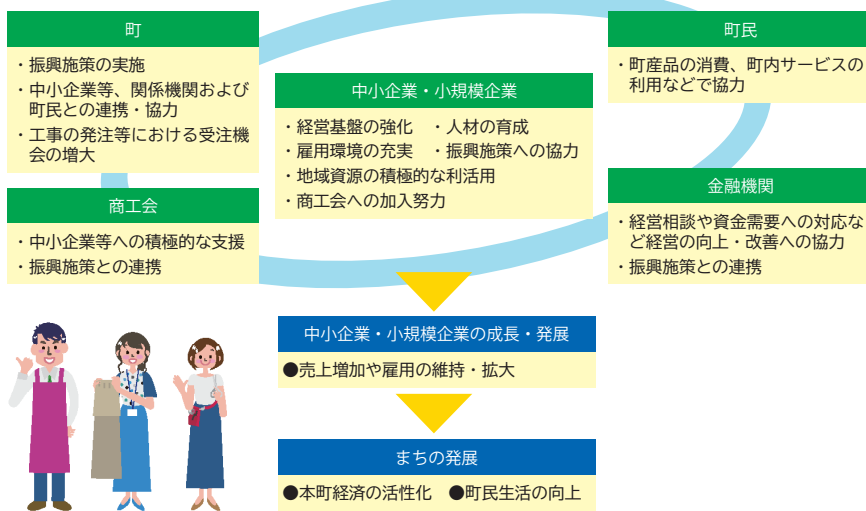 町
・振興施策の実施
・中小企業等、関係機関および
町民との連携・協力
・工事の発注等における受注機
会の増大
商工会
・中小企業等への積極的な支援
・振興施策との連携
中小企業・小規模企業
・経営基盤の強化　・人材の育成
・雇用環境の充実　・振興施策への協力
・地域資源の積極的な利活用
・商工会への加入努力
町民
・町産品の消費、町内サービスの
利用などで協力
金融機関
・経営相談や資金需要への対応な
ど経営の向上・改善への協力
・振興施策との連携
中小企業・小規模企業の成長・発展
●売上増加や雇用の維持・拡大
まちの発展
●本町経済の活性化　●町民生活の向上